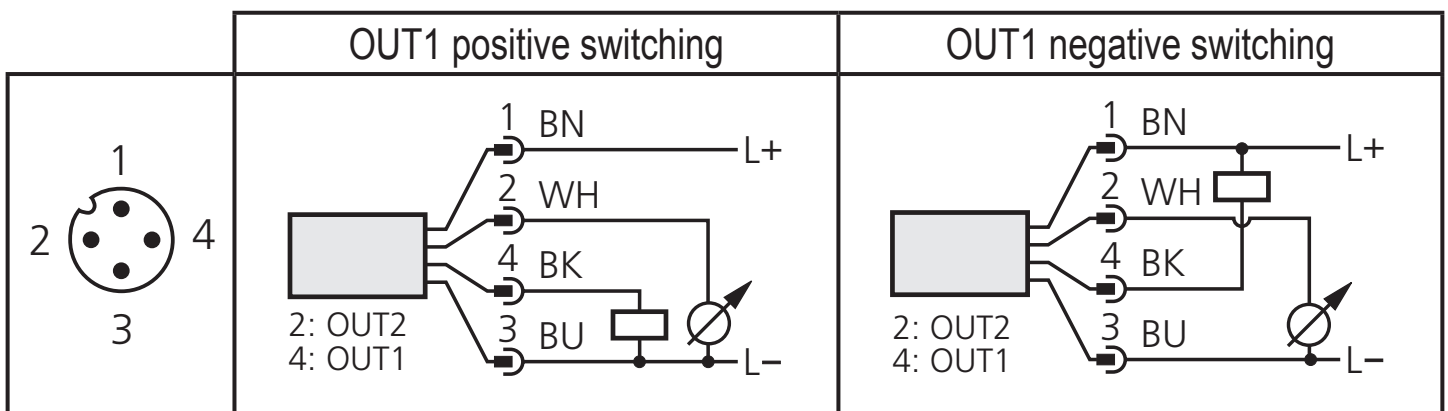 OUT1 positive switching
OUT1 negative switching
1
2
4
3
1 BN
L+
2 WH
4 BK
3 BU
L–
2: OUT2
4: OUT1
1 BN
L+
2 WH
4 BK
3 BU
L–
2: OUT2
4: OUT1